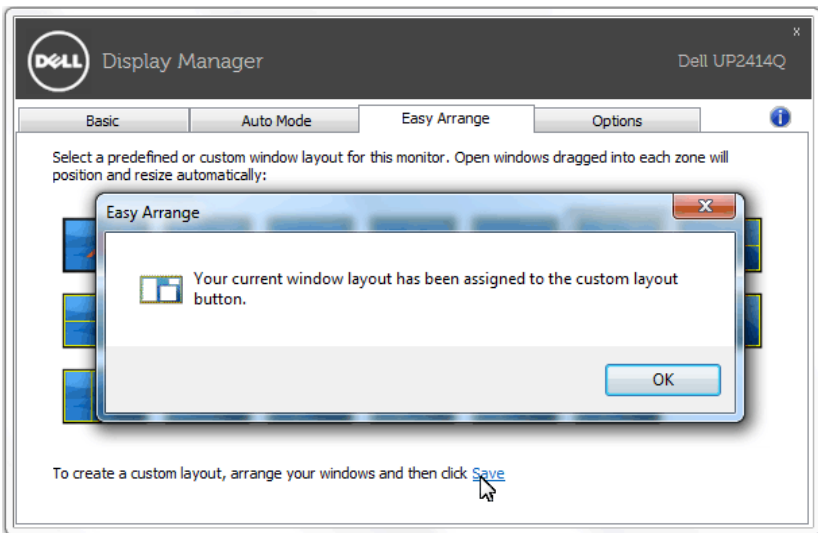 DELL
Display Manager
x
Dell UP2414Q
Basic
Auto Mode
Easy Arrange
Options
i
Select a predefined or custom window layout for this monitor. Open windows dragged into each zone will
position and resize automatically:
Easy Arrange
x
Your current window layout has been assigned to the custom layout
button.
OK
To create a custom layout, arrange your windows and then click Save